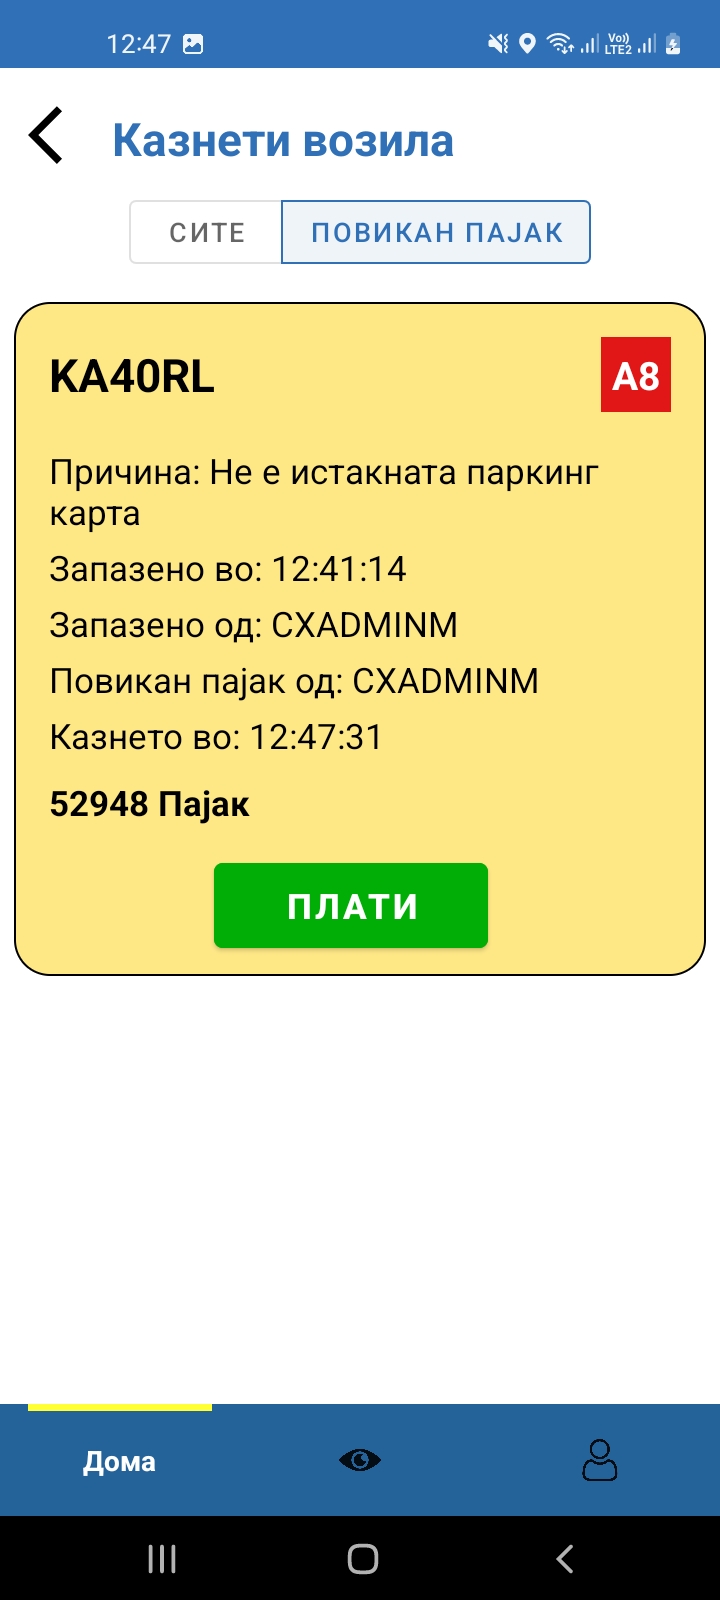 12:47
Vo))
LTE2
Казнети возила
СИТЕ
ПОВИКАН ПАЈАК
KA40RL
A8
Причина: Не е истакната паркинг
карта
Запазено во: 12:41:14
Запазено од: CXADMINM
Повикан пајак од: CXADMINM
Казнето во: 12:47:31
52948 Пајак
ПЛАТИ
Дома